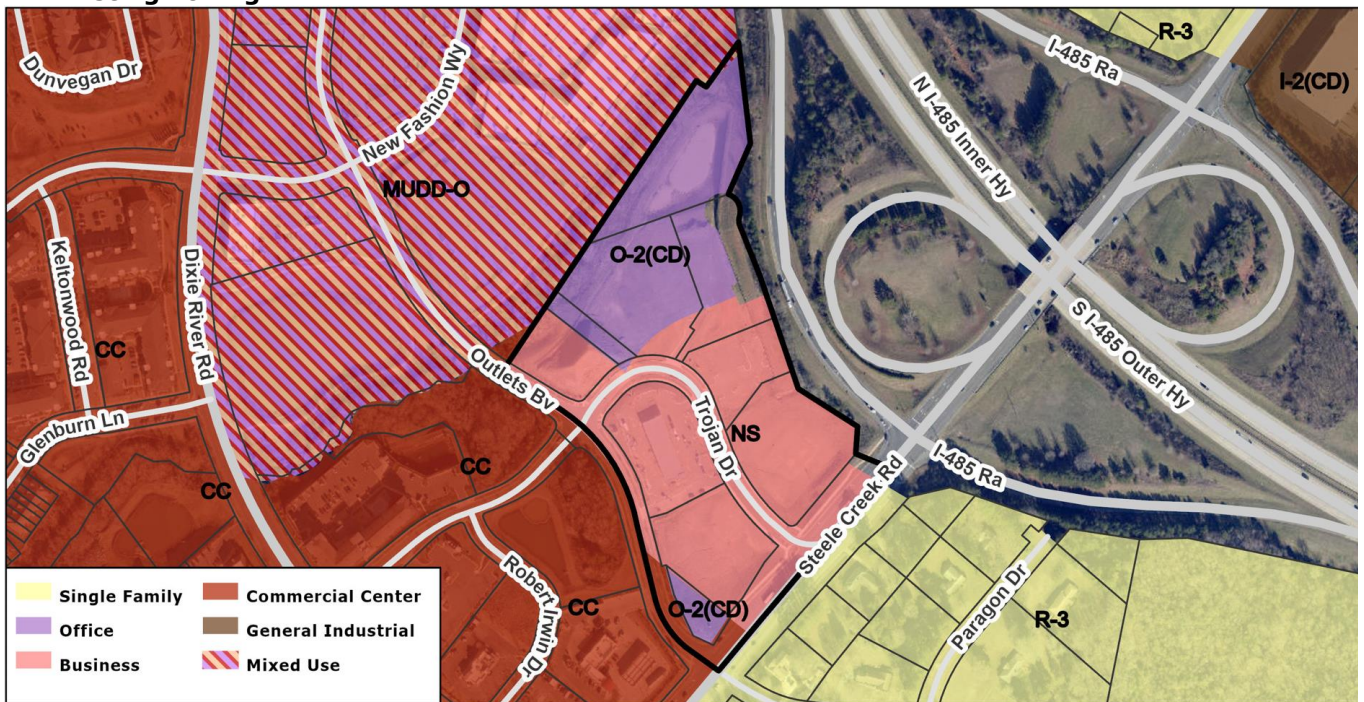 Dunvegan Dr
New Fashion Wy
I-485 Ra
R-3
I-2(CD)
N I-485 Inner Hy
MUDD-O
Keltonwood Rd
Dixie River Rd
O-2(CD)
CC
S I-485 Outer Hy
Outlets Bv
Glenburn Ln
Trojan Dr
NS
CC
CC
Steele Creek Rd
I-485 Ra
Robert Irwin Dr
CC
O-2(CD)
Paragon Dr
R-3
Single Family
Commercial Center
Office
General Industrial
Business
Mixed Use